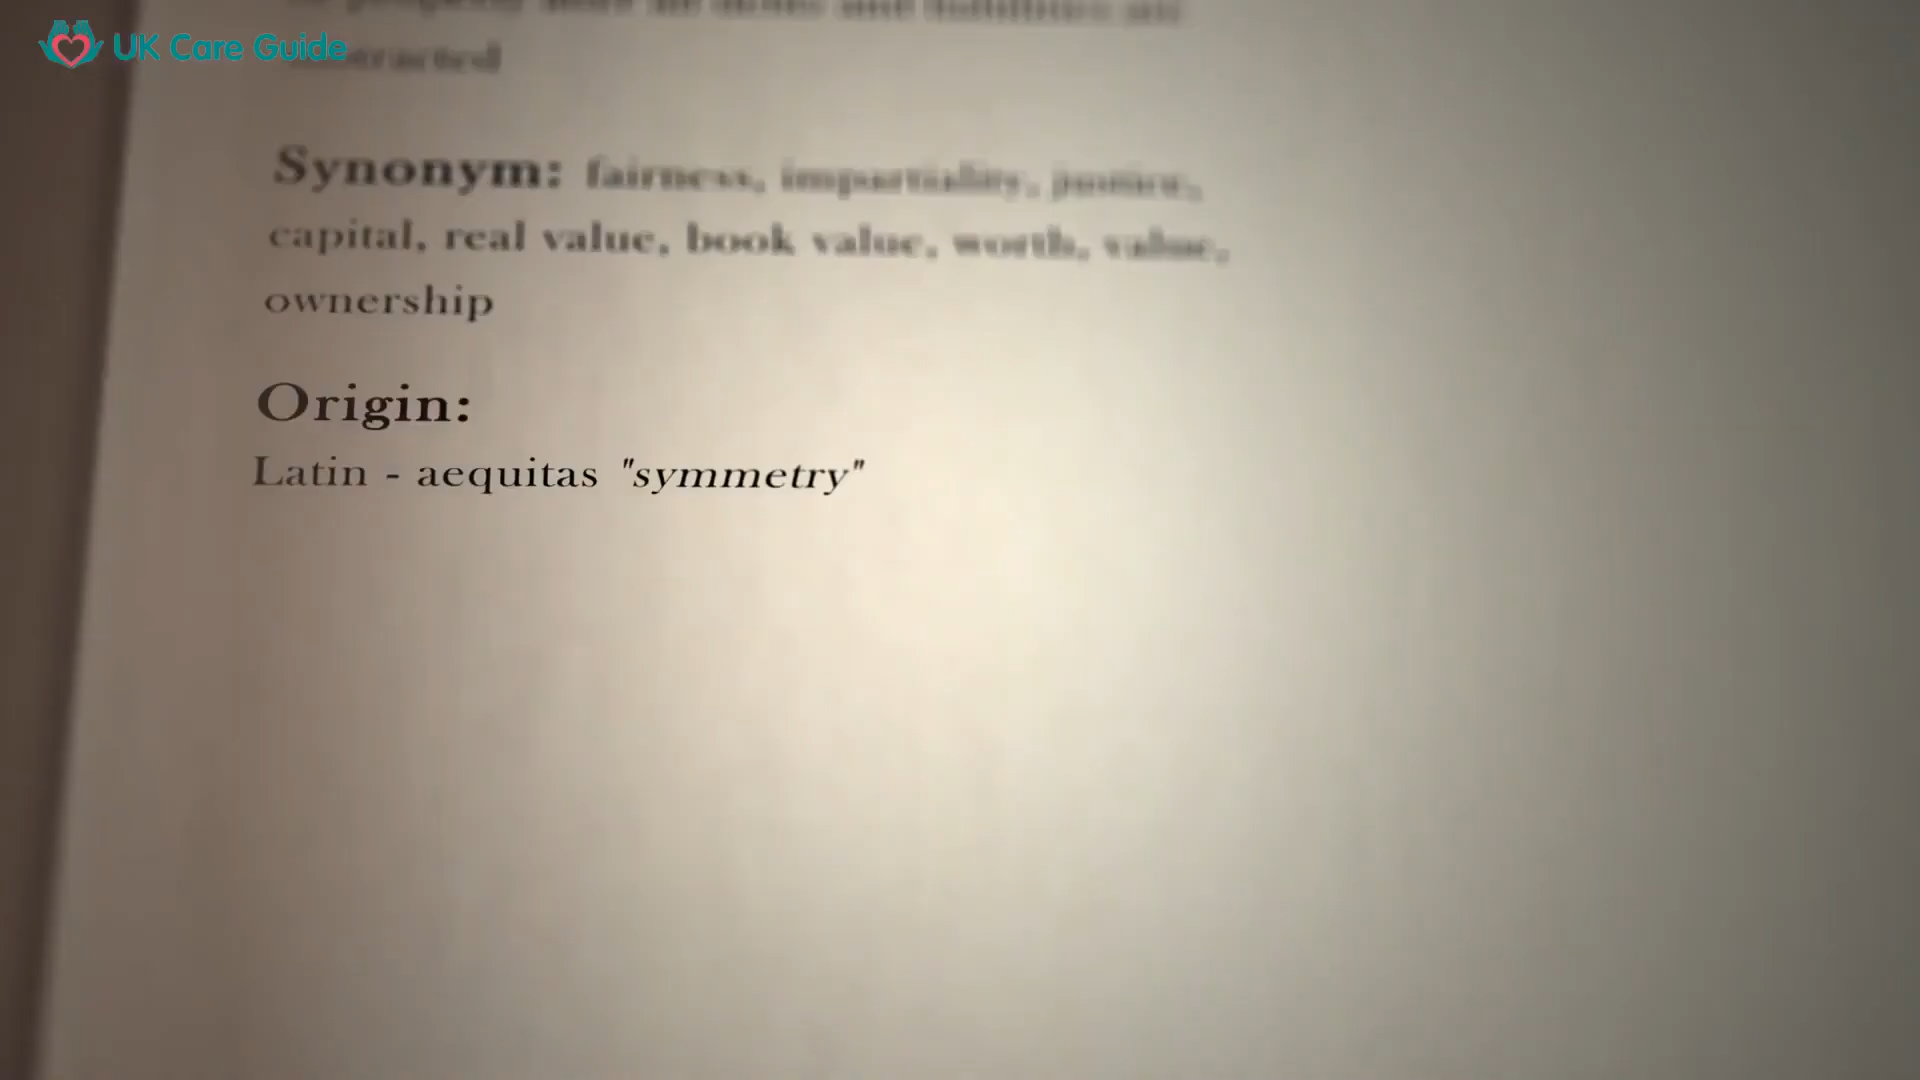 UK Care Guide
Synonym: fairness, impartiality, justice,
capital, real value, book value, worth, value,
ownership
Origin:
Latin - aequitas "symmetry"